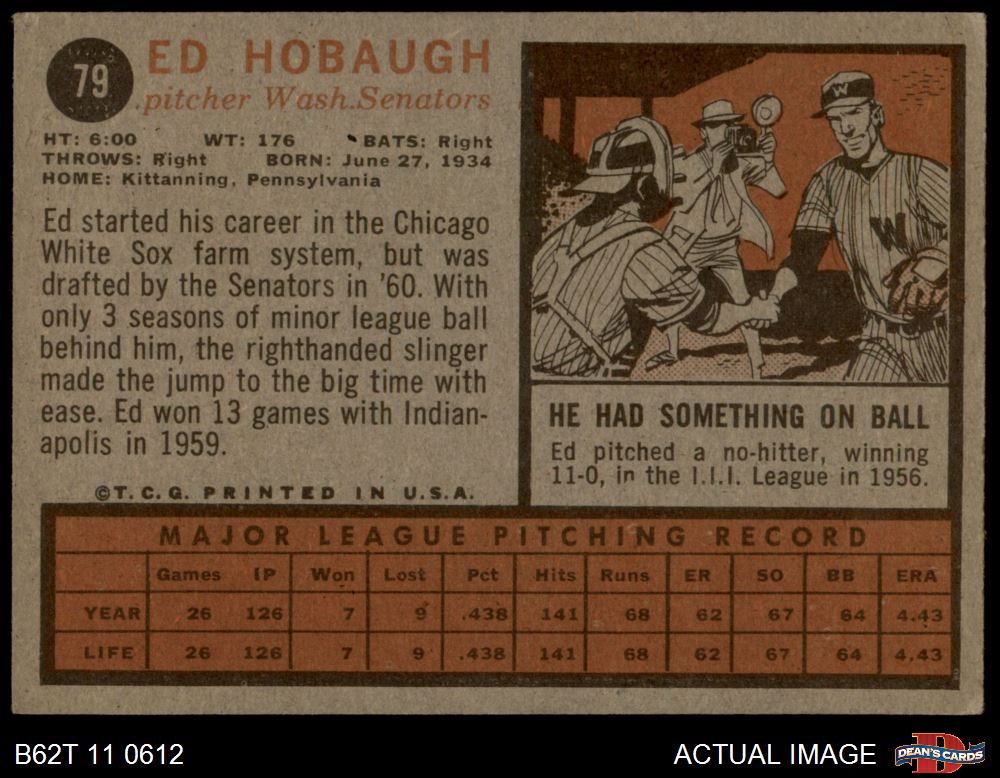 79
ED HOBAUGH
pitcher Wash.Senators
HT: 6:00 WT: 176 BATS: Right
THROWS: Right BORN: June 27, 1934
HOME: Kittanning, Pennsylvania
Ed started his career in the Chicago
White Sox farm system, but was
drafted by the Senators in '60. With
only 3 seasons of minor league ball
behind him, the righthanded slinger
made the jump to the big time with
ease. Ed won 13 games with Indian-
apolis in 1959.
©T.C.G. PRINTED IN U.S.A.
W
W
HE HAD SOMETHING ON BALL
Ed pitched a no-hitter, winning
11-0, in the I.I.I. League in 1956.
MAJOR LEAGUE PITCHING RECORD
Games IP Won Lost Pct Hits Runs ER SO BB ERA
YEAR 26 126 7 9 .438 141 68 62 67 64 4.43
LIFE 26 126 7 9 .438 141 68 62 67 64 4.43
B62T 11 0612
ACTUAL IMAGE
D
DEAN'S CARDS